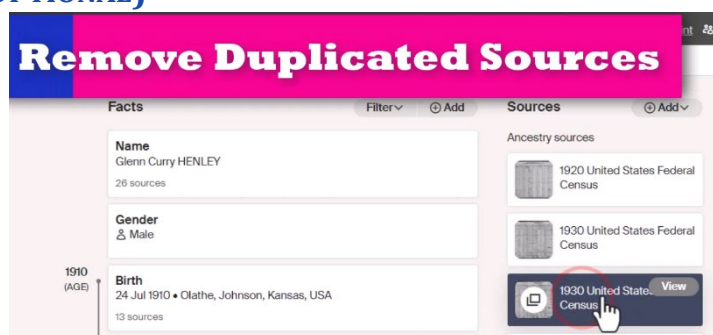 Remove Duplicated Sources
nt
Facts
Filter
Add
Sources
Add
Name
Glenn Curry HENLEY
26 sources
Gender
Male
1910
(AGE)
Birth
24 Jul 1910 • Olathe, Johnson, Kansas, USA
13 sources
Ancestry sources
1920 United States Federal
Census
1930 United States Federal
Census
1930 United State...
Census
View